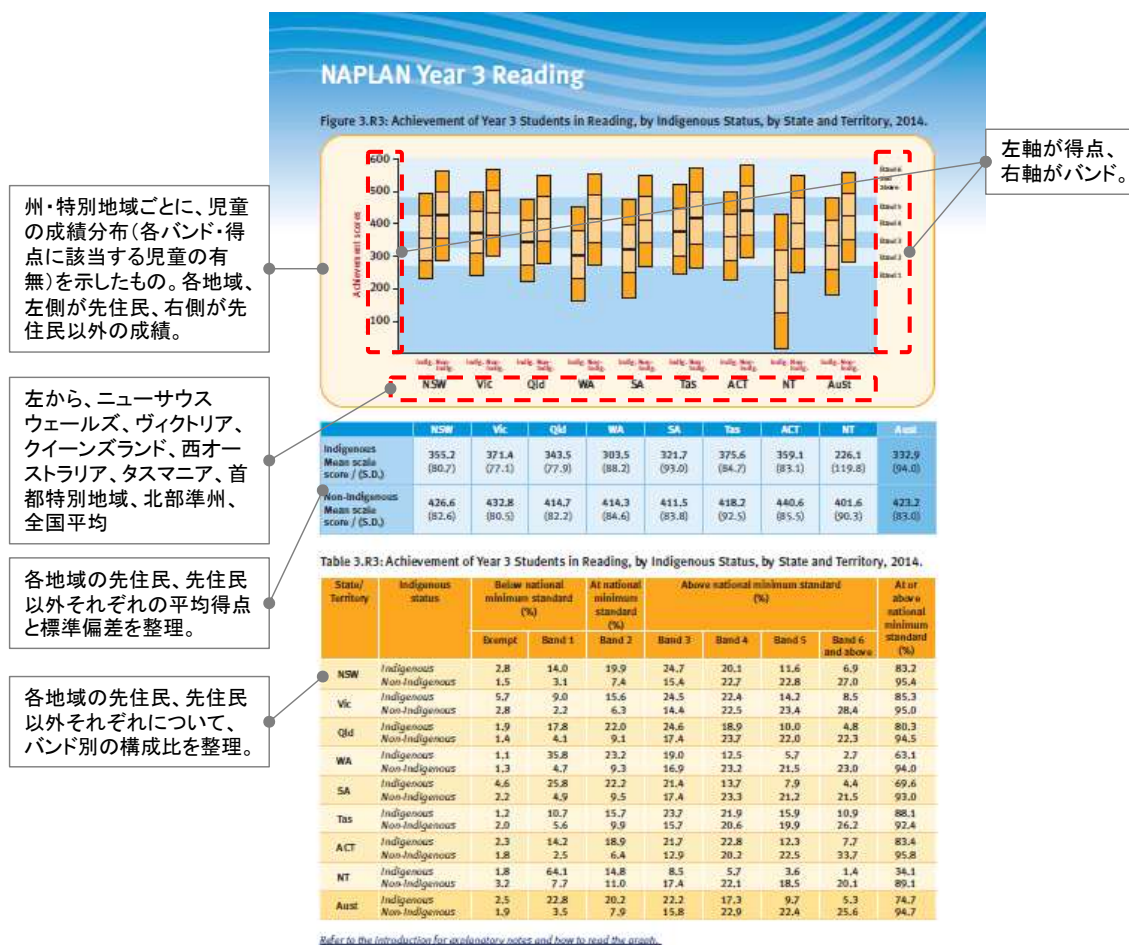 NAPLAN Year 3 Reading
Figure 3.R3: Achievement of Year 3 Students in Reading, by Indigenous Status, by State and Territory, 2014.
州・特別地域ごとに、児童
の成績分布(各バンド・得
点に該当する児童の有
無)を示したもの。各地域、
左側が先住民、右側が先
住民以外の成績。
左軸が得点、
右軸がバンド。
Achievement scores
600
500
400
300
200
100
Band 5
Band 4
Band 3
Band 2
Band 1
Indig. Non-Indig. Indig. Non-Indig. Indig. Non-Indig. Indig. Non-Indig. Indig. Non-Indig. Indig. Non-Indig. Indig. Non-Indig. Indig. Non-Indig. Indig. Non-Indig.
NSW Vic Qld WA SA Tas ACT NT Aust
左から、ニューサウス
ウェールズ、ヴィクトリア、
クイーンズランド、西オー
ストラリア、タスマニア、首
都特別地域、北部準州、
全国平均
NSW Vic Qld WA SA Tas ACT NT Aust
Indigenous Mean scale score / (S.D.) 355.2 371.4 343.5 303.5 321.7 375.6 359.1 226.1 332.9
(80.7) (77.1) (77.9) (88.2) (93.0) (84.7) (83.1) (119.8) (94.0)
Non-Indigenous Mean scale score / (S.D.) 426.6 432.8 414.7 414.3 411.5 418.2 440.6 401.6 423.2
(82.6) (80.5) (82.2) (84.6) (83.8) (92.5) (85.5) (90.3) (83.0)
各地域の先住民、先住民
以外それぞれの平均得点
と標準偏差を整理。
Table 3.R3: Achievement of Year 3 Students in Reading, by Indigenous Status, by State and Territory, 2014.
State/ Territory Indigenous status Below national minimum standard (%) At national minimum standard (%) Above national minimum standard (%) At or above national minimum standard (%)
Exempt Band 1 Band 2 Band 3 Band 4 Band 5 Band 6 and above
各地域の先住民、先住民
以外それぞれについて、
バンド別の構成比を整理。
NSW Indigenous 2.8 14.0 19.9 24.7 20.1 11.6 6.9 83.2
Non-Indigenous 1.5 3.1 7.4 15.4 22.7 22.8 27.0 95.4
Vic Indigenous 5.7 9.0 15.6 24.5 22.4 14.2 8.5 85.3
Non-Indigenous 2.8 2.2 6.3 14.4 22.5 23.4 28.4 95.0
Qld Indigenous 1.9 17.8 22.0 24.6 18.9 10.0 4.8 80.3
Non-Indigenous 1.4 4.1 9.1 17.4 23.7 22.0 22.3 94.5
WA Indigenous 1.1 35.8 23.2 19.0 12.5 5.7 2.7 63.1
Non-Indigenous 1.3 4.7 9.3 16.9 23.2 21.5 23.0 94.0
SA Indigenous 4.6 25.8 22.2 21.4 13.7 7.9 4.4 69.6
Non-Indigenous 2.2 4.9 9.5 17.4 23.3 21.2 21.5 93.0
Tas Indigenous 1.2 10.7 15.7 23.7 21.9 15.9 10.9 88.1
Non-Indigenous 2.0 5.6 9.9 15.7 20.6 19.9 26.2 92.4
ACT Indigenous 2.3 14.2 18.9 21.7 22.8 12.3 7.7 83.4
Non-Indigenous 1.8 2.5 6.4 12.9 20.2 22.5 33.7 95.8
NT Indigenous 1.8 64.1 14.8 8.5 5.7 3.6 1.4 34.1
Non-Indigenous 3.2 7.7 11.0 17.4 22.1 18.5 20.1 89.1
Aust Indigenous 2.5 22.8 20.2 22.2 17.3 9.7 5.3 74.7
Non-Indigenous 1.9 3.5 7.9 15.8 22.9 22.4 25.6 94.7
Refer to the introduction for explanatory notes and how to read the graph.